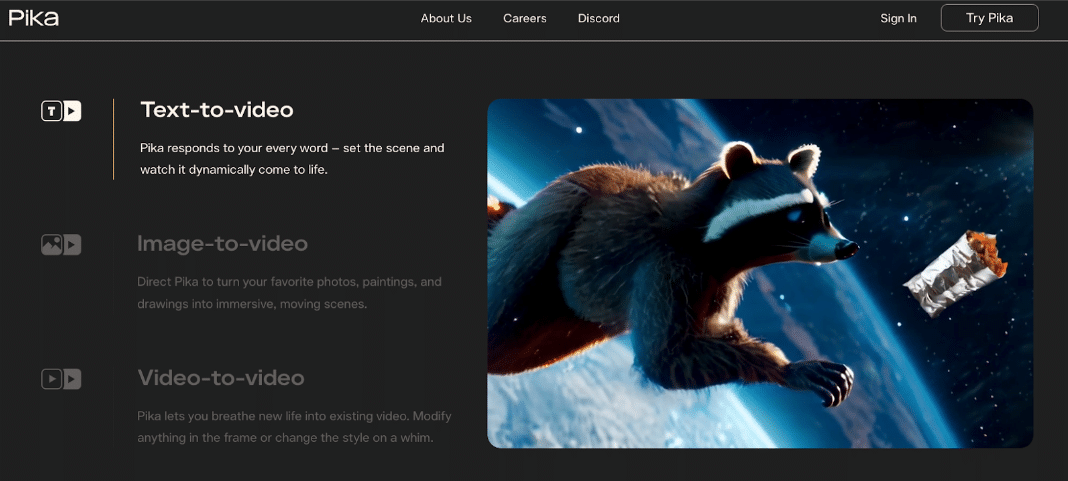 Pika
About Us
Careers
Discord
Sign In
Try Pika
T
Text-to-video
Pika responds to your every word – set the scene and
watch it dynamically come to life.
Image-to-video
Direct Pika to turn your favorite photos, paintings, and
drawings into immersive, moving scenes.
Video-to-video
Pika lets you breathe new life into existing video. Modify
anything in the frame or change the style on a whim.